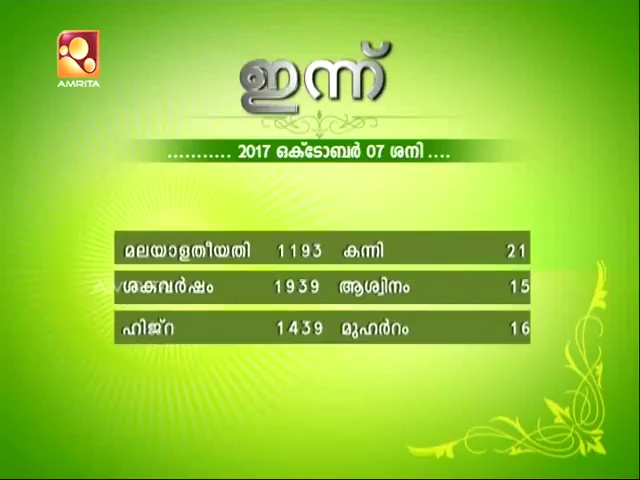 AMRITA
ഇന്ന്
........... 2017 ഒക്ടോബർ 07 ശനി ....
മലയാളതീയതി 1193 കന്നി 21
ശകവർഷം 1939 ആശ്വിനം 15
ഹിജ്റ 1439 മുഹർറം 16